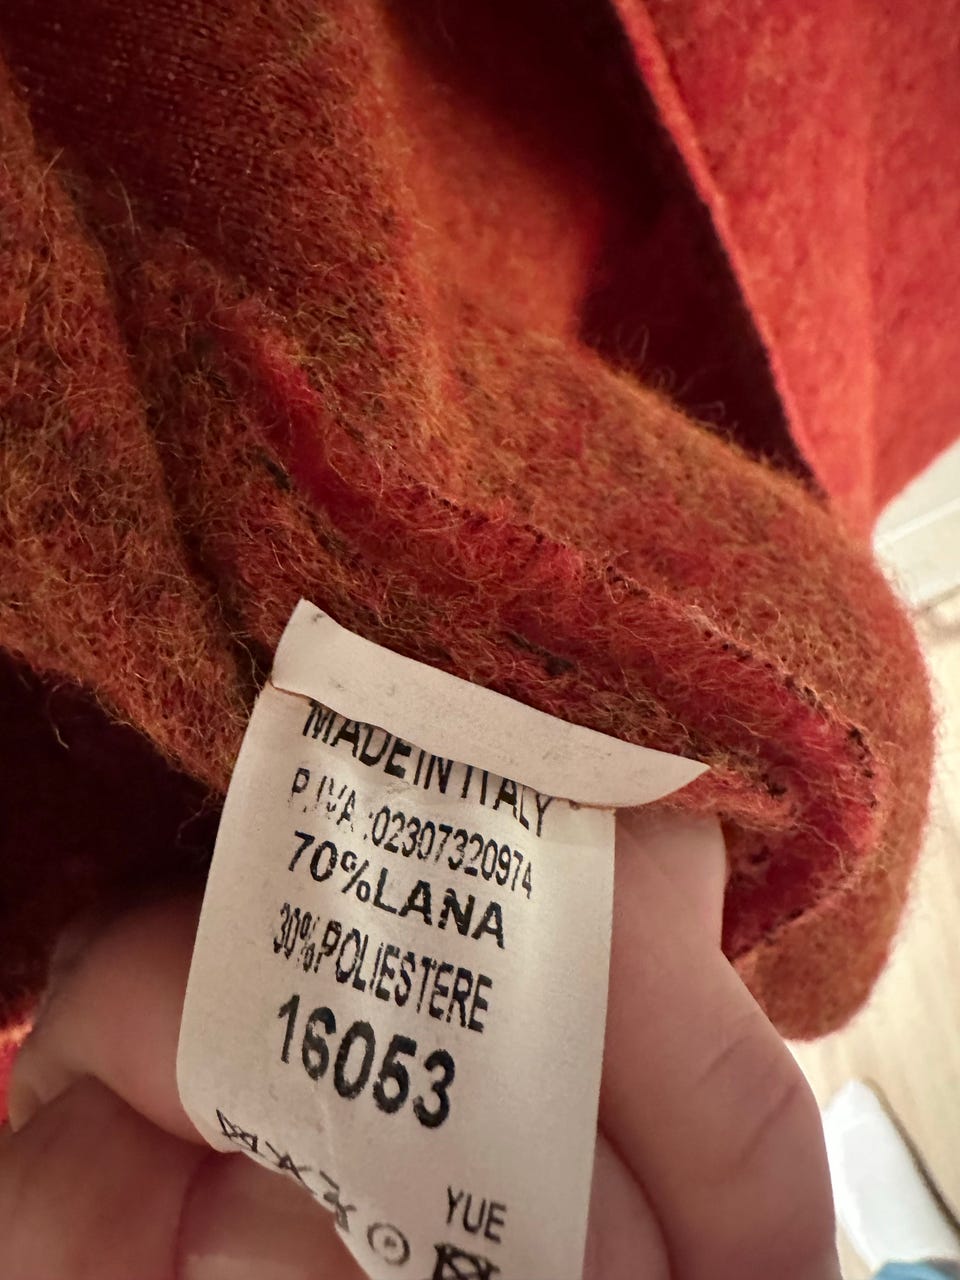 MADE IN ITALY
P.IVA :02307320974
70%LANA
30%POLIESTERE
16053
YUE
P